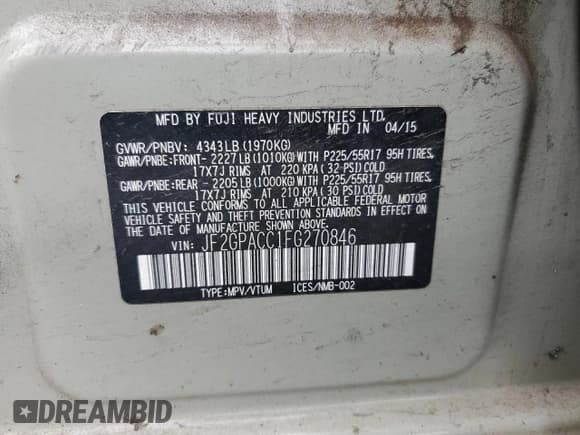 MFD BY FUJI HEAVY INDUSTRIES LTD.
MFD IN 04/15
GVWR/PNBV: 4343LB(1970KG)
GAWR/PNBE:FRONT- 2227LB(1010KG)WITH P225/55R17 95H TIRES,
17X7J RIMS AT 220 KPA(32 PSI)COLD
GAWR/PNBE:REAR - 2205LB(1000KG)WITH P225/55R17 95H TIRES,
17X7J RIMS AT 210 KPA(30 PSI)COLD
THIS VEHICLE CONFORMS TO ALL APPLICABLE FEDERAL MOTOR
VEHICLE SAFETY AND THEFT PREVENTION STANDARDS IN EFFECT ON
THE DATE OF MANUFACTURE SHOWN ABOVE.
VIN: JF2GPACC1FG270846
TYPE:MPV/VTUM ICES/NMB-002
DREAMBID